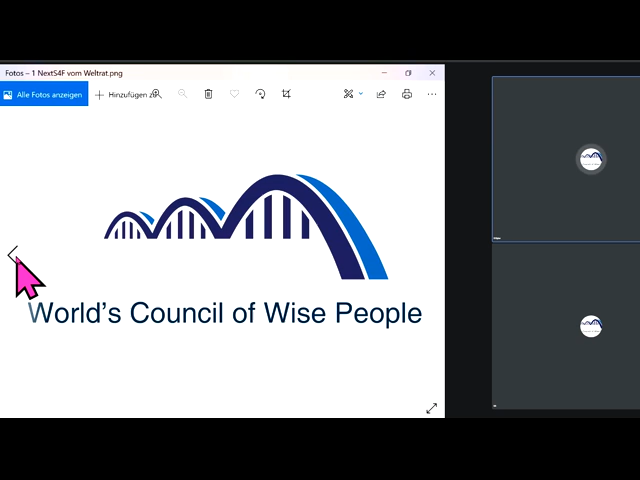 Fotos – 1 NextS4F vom Weltrat.png
Alle Fotos anzeigen
Hinzufügen zu
World's Council of Wise People